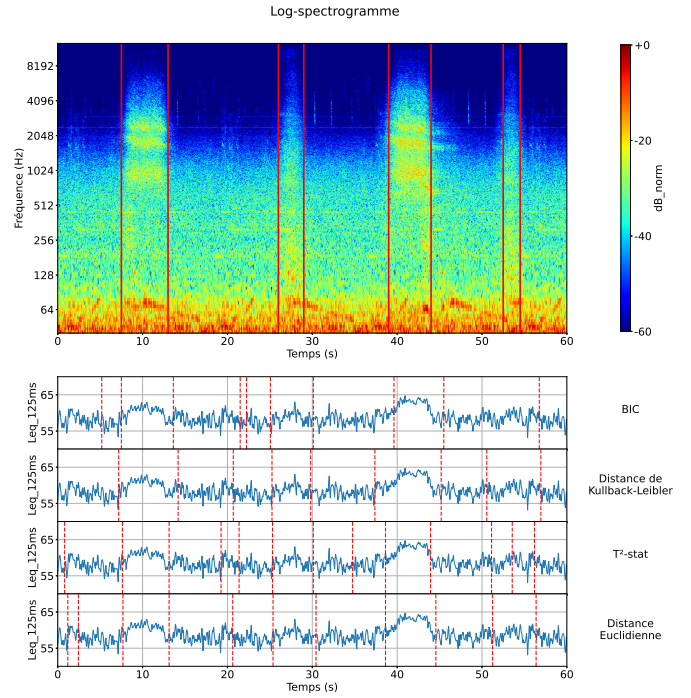 Log-spectrogramme
Fréquence (Hz)
8192
4096
2048
1024
512
256
128
64
0
10
20
30
40
50
60
Temps (s)
+0
-20
-40
-60
dB_norm
Leq_125ms
65
55
BIC
Leq_125ms
65
55
Distance de
Kullback-Leibler
Leq_125ms
65
55
T²-stat
Leq_125ms
65
55
Distance
Euclidienne
0
10
20
30
40
50
60
Temps (s)